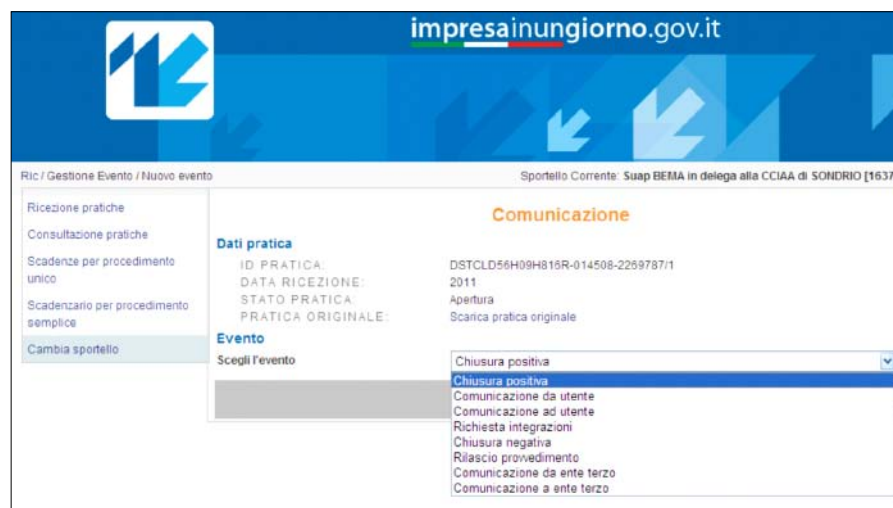 impresainungiorno.gov.it
Ric / Gestione Evento / Nuovo evento
Sportello Corrente: Suap BEMA in delega alla CCIAA di SONDRIO [1637
Ricezione pratiche
Consultazione pratiche
Scadenze per procedimento
unico
Scadenzario per procedimento
semplice
Cambia sportello
Comunicazione
Dati pratica
ID PRATICA: DSTCLD56H09H816R-014508-2269787/1
DATA RICEZIONE: 2011
STATO PRATICA: Apertura
PRATICA ORIGINALE: Scarica pratica originale
Evento
Scegli l'evento Chiusura positiva
Chiusura positiva
Comunicazione da utente
Comunicazione ad utente
Richiesta integrazioni
Chiusura negativa
Rilascio provvedimento
Comunicazione da ente terzo
Comunicazione a ente terzo